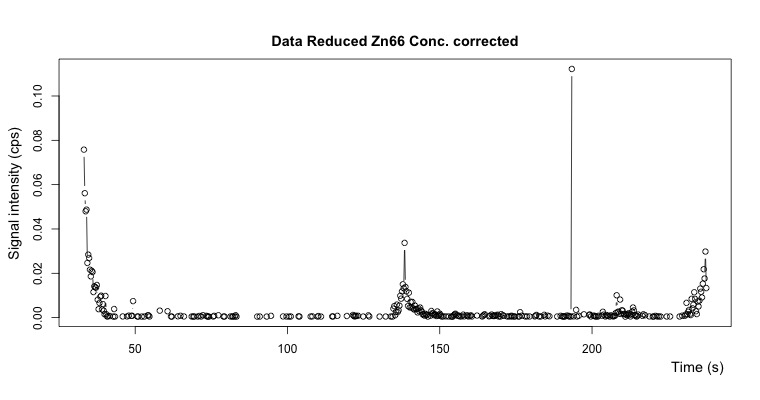 Data Reduced Zn66 Conc. corrected
Signal intensity (cps)
0.10
0.08
0.06
0.04
0.02
0.00
50 100 150 200
Time (s)